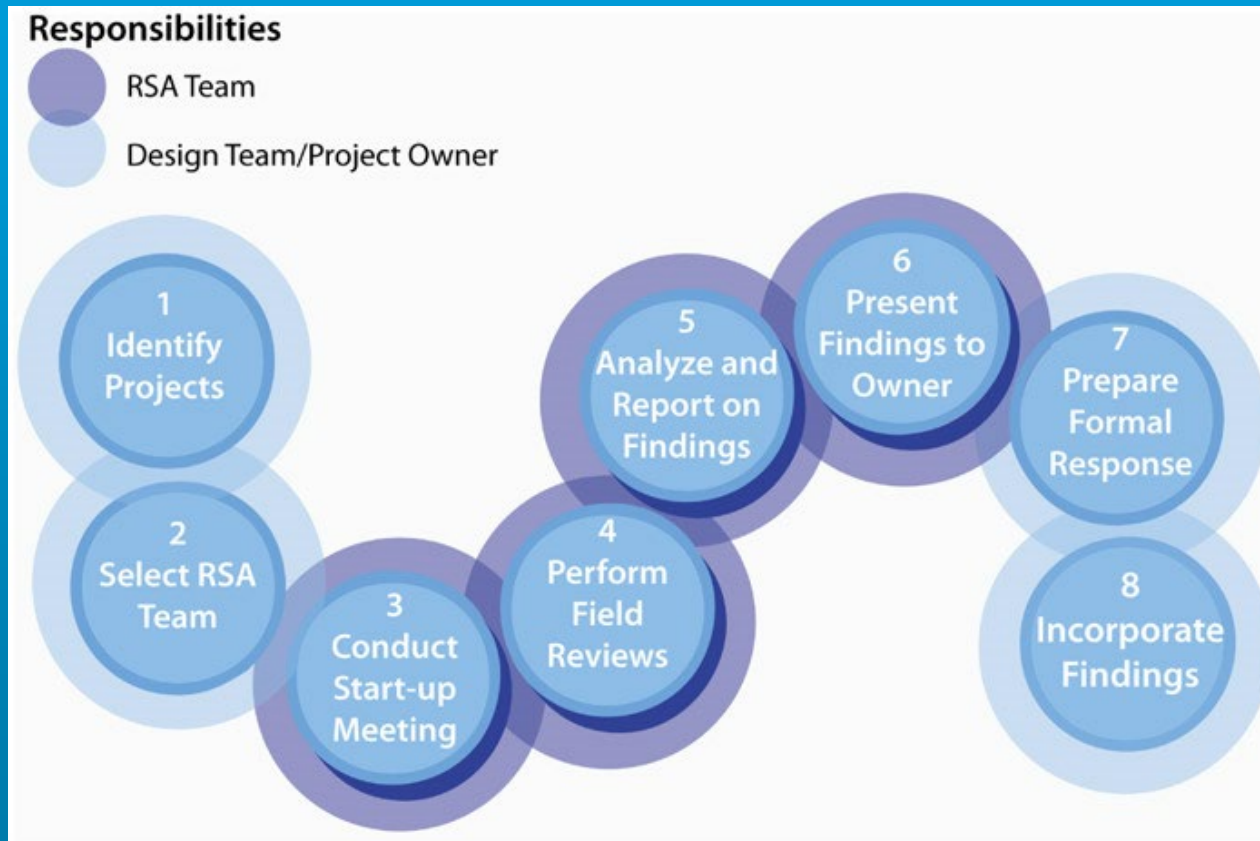 Responsibilities
RSA Team
Design Team/Project Owner
1
Identify
Projects
2
Select RSA
Team
3
Conduct
Start-up
Meeting
4
Perform
Field
Reviews
5
Analyze and
Report on
Findings
6
Present
Findings to
Owner
7
Prepare
Formal
Response
8
Incorporate
Findings